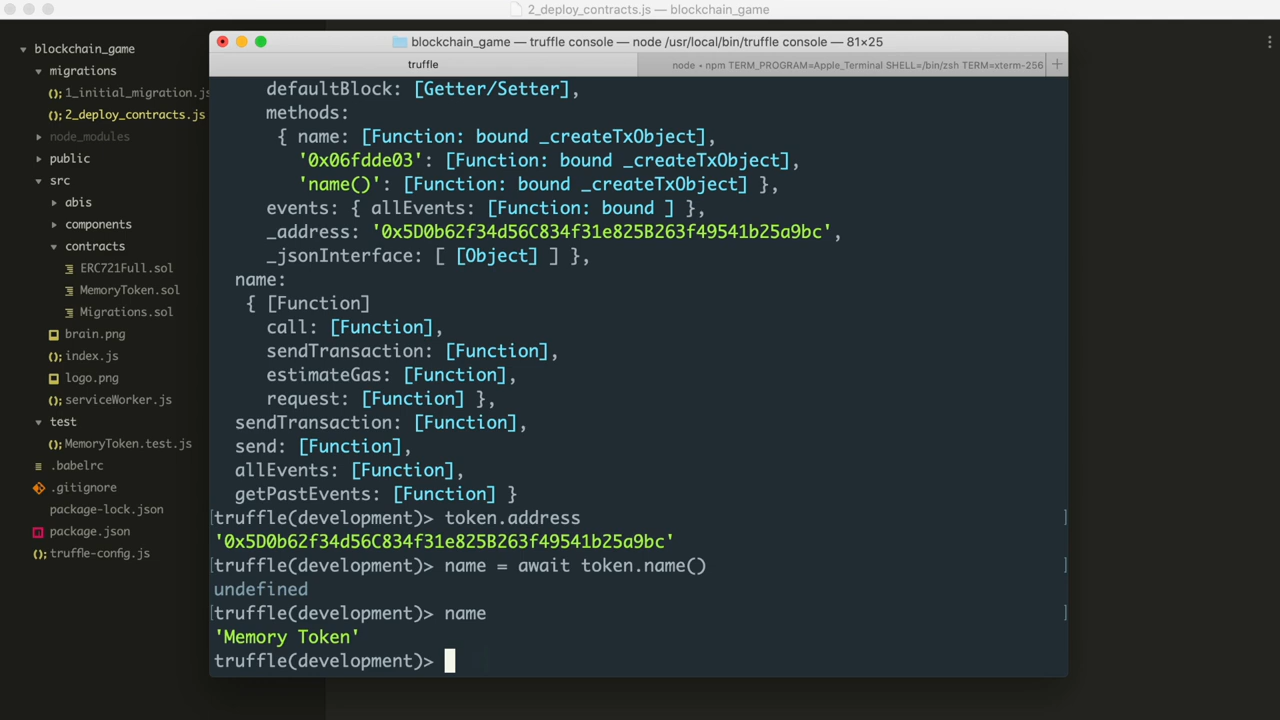 2_deploy_contracts.js — blockchain_game
blockchain_game
migrations
1_initial_migration.js
2_deploy_contracts.js
node_modules
public
src
abis
components
contracts
ERC721Full.sol
MemoryToken.sol
Migrations.sol
brain.png
index.js
logo.png
serviceWorker.js
test
MemoryToken.test.js
.babelrc
.gitignore
package-lock.json
package.json
truffle-config.js
blockchain_game — truffle console — node /usr/local/bin/truffle console — 81×25
truffle
node • npm TERM_PROGRAM=Apple_Terminal SHELL=/bin/zsh TERM=xterm-256
defaultBlock: [Getter/Setter],
methods:
{ name: [Function: bound _createTxObject],
'0x06fdde03': [Function: bound _createTxObject],
'name()': [Function: bound _createTxObject] },
events: { allEvents: [Function: bound ] },
_address: '0x5D0b62f34d56C834f31e825B263f49541b25a9bc',
_jsonInterface: [ [Object] ] },
name:
{ [Function]
call: [Function],
sendTransaction: [Function],
estimateGas: [Function],
request: [Function] },
sendTransaction: [Function],
send: [Function],
allEvents: [Function],
getPastEvents: [Function] }
[truffle(development)> token.address ]
'0x5D0b62f34d56C834f31e825B263f49541b25a9bc'
[truffle(development)> name = await token.name() ]
undefined
[truffle(development)> name ]
'Memory Token'
truffle(development)>